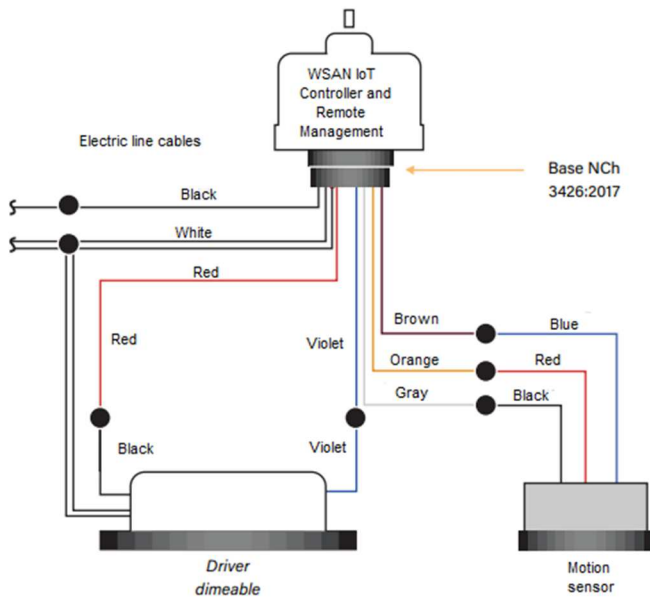 WSAN IoT
Controller and
Remote
Management
Electric line cables
Base NCh
3426:2017
Black
White
Red
Brown
Blue
Red
Violet
Orange
Red
Gray
Black
Black
Violet
Driver
dimeable
Motion
sensor